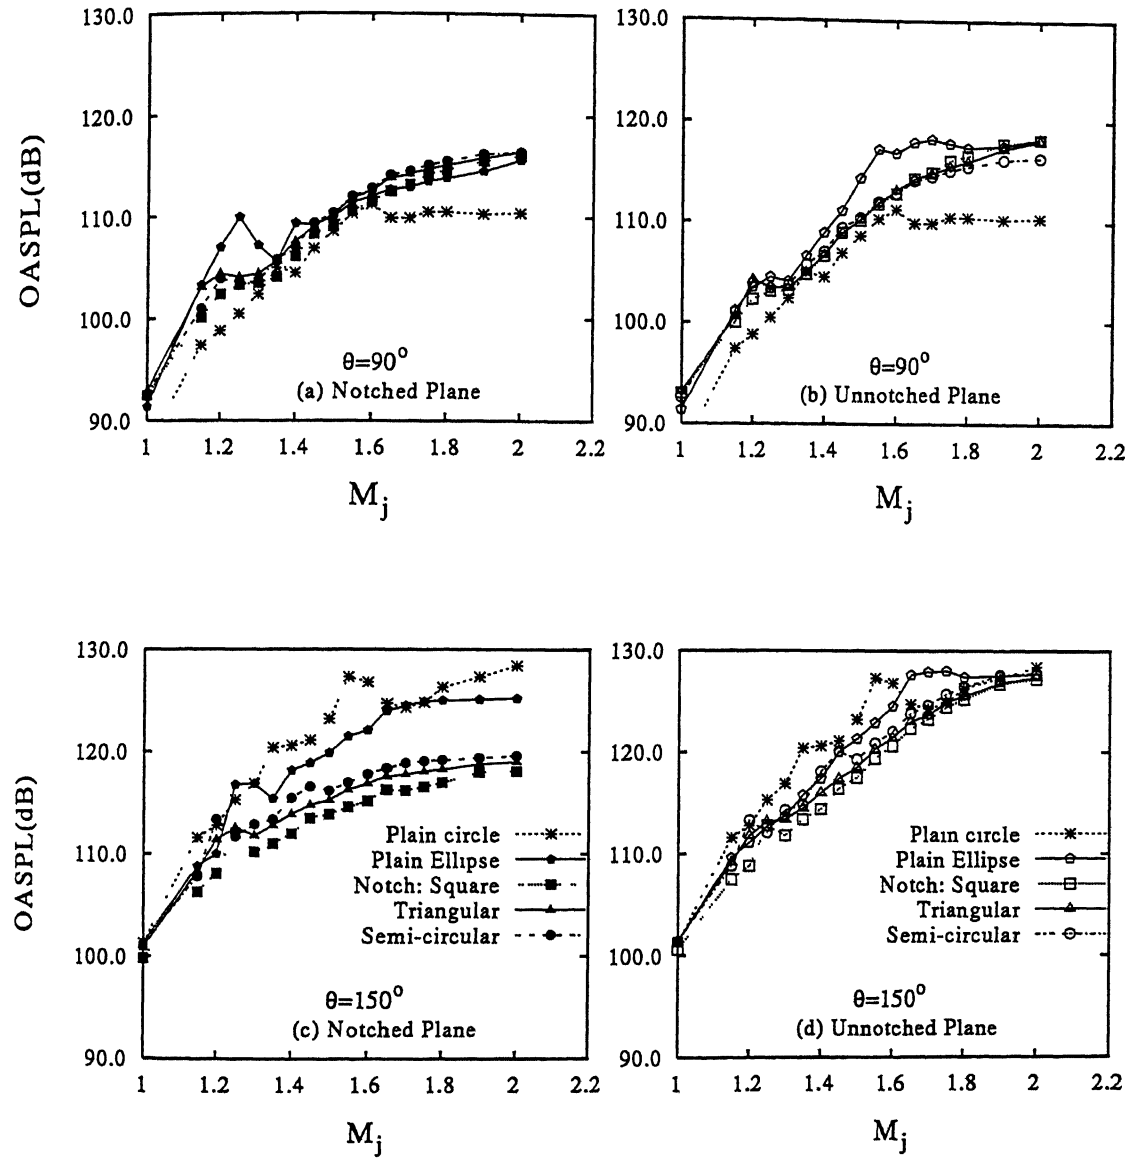 130.0
120.0
110.0
100.0
90.0
OASPL(dB)
θ=90o
(a) Notched Plane
1 1.2 1.4 1.6 1.8 2 2.2
Mj
130.0
120.0
110.0
100.0
90.0
θ=90o
(b) Unnotched Plane
1 1.2 1.4 1.6 1.8 2 2.2
Mj
130.0
120.0
110.0
100.0
90.0
OASPL(dB)
Plain circle
Plain Ellipse
Notch: Square
Triangular
Semi-circular
θ=150o
(c) Notched Plane
1 1.2 1.4 1.6 1.8 2 2.2
Mj
130.0
120.0
110.0
100.0
90.0
Plain circle
Plain Ellipse
Notch: Square
Triangular
Semi-circular
θ=150o
(d) Unnotched Plane
1 1.2 1.4 1.6 1.8 2 2.2
Mj